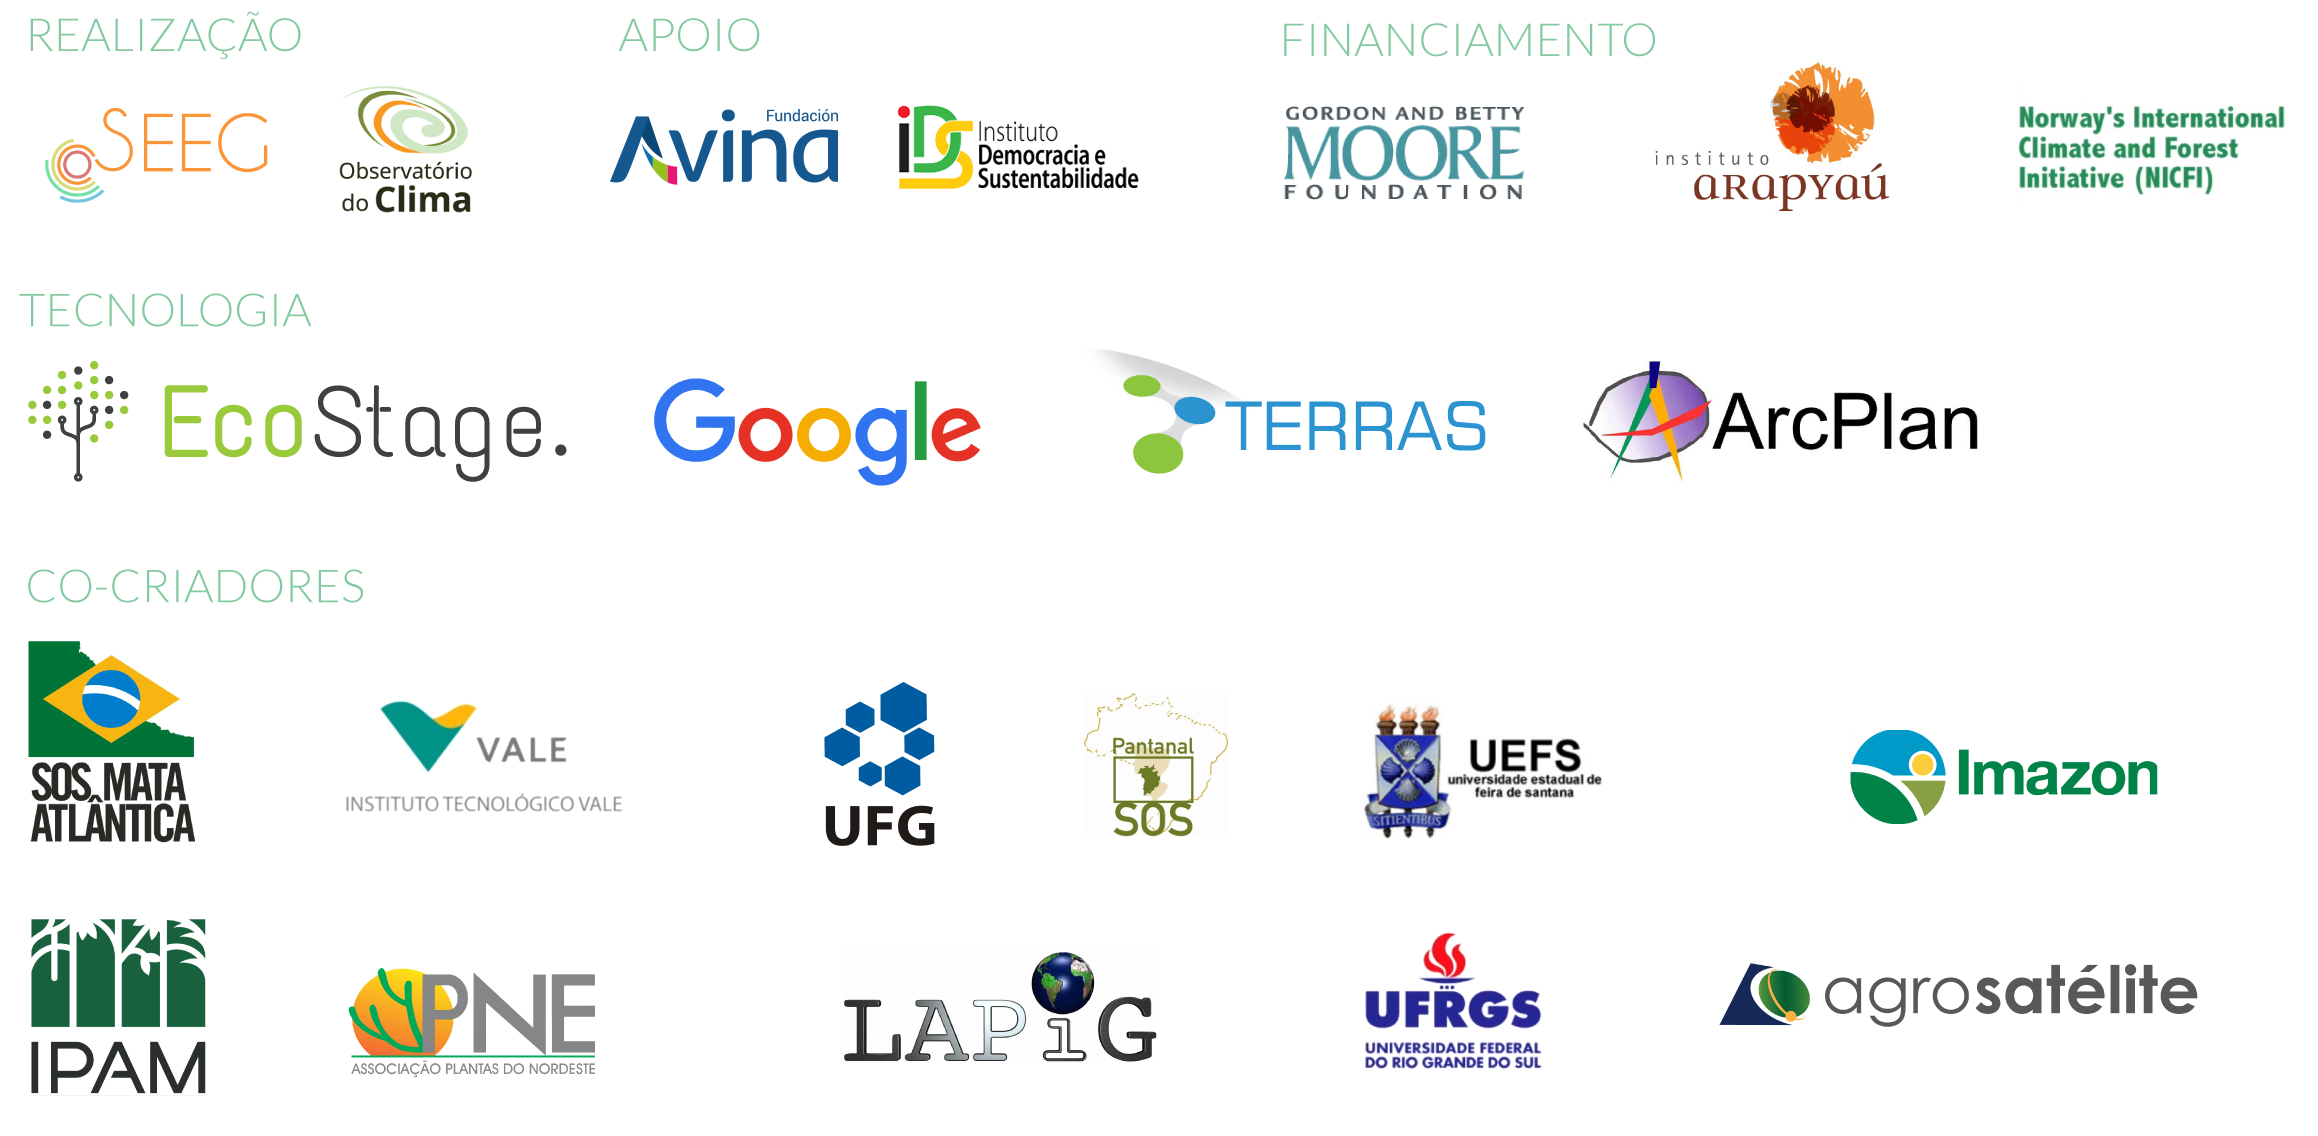 REALIZAÇÃO
SEEG
Observatório
do Clima
APOIO
Fundación
Avina
iDS
Instituto
Democracia e
Sustentabilidade
FINANCIAMENTO
GORDON AND BETTY
MOORE
FOUNDATION
instituto
arapyaú
Norway's International
Climate and Forest
Initiative (NICFI)
TECNOLOGIA
EcoStage.
Google
TERRAS
ArcPlan
CO-CRIADORES
SOS MATA
ATLÂNTICA
VALE
INSTITUTO TECNOLÓGICO VALE
UFG
Pantanal
SOS
UEFS
universidade estadual de
feira de santana
SITIENTIBUS
Imazon
IPAM
PNE
ASSOCIAÇÃO PLANTAS DO NORDESTE
LAPiG
UFRGS
UNIVERSIDADE FEDERAL
DO RIO GRANDE DO SUL
agrosatélite